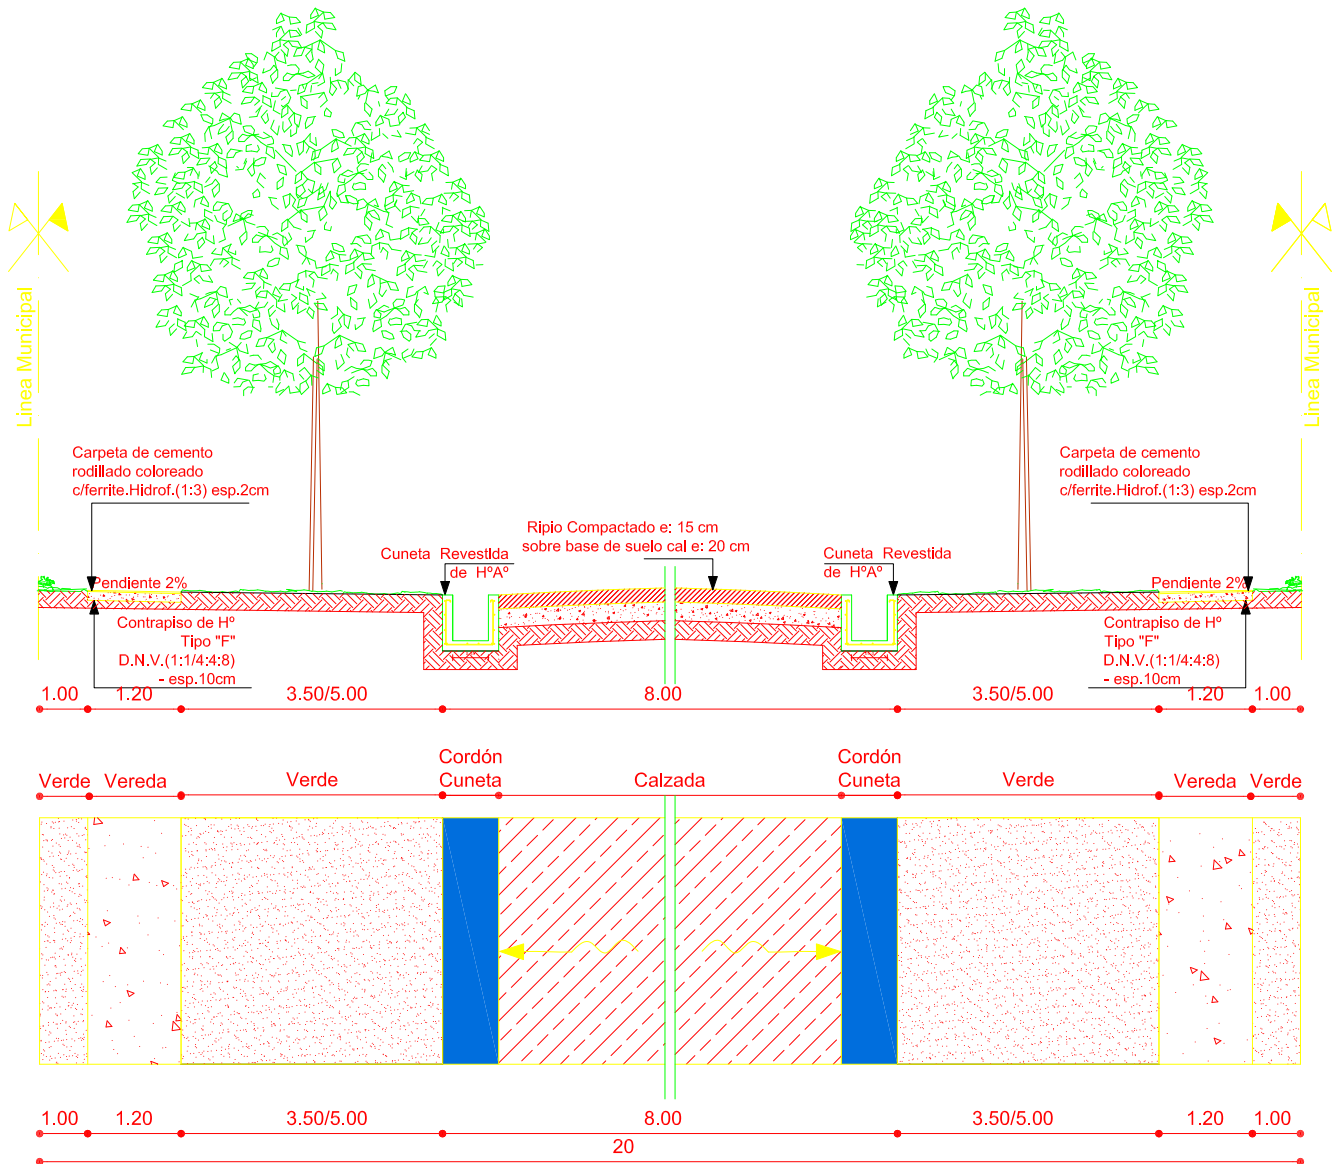 Linea Municipal
Linea Municipal
Carpeta de cemento
rodillado coloreado
c/ferrite.Hidrof.(1:3) esp.2cm
Carpeta de cemento
rodillado coloreado
c/ferrite.Hidrof.(1:3) esp.2cm
Ripio Compactado e: 15 cm
sobre base de suelo cal e: 20 cm
Cuneta Revestida
de HºAº
Cuneta Revestida
de HºAº
Pendiente 2%
Pendiente 2%
Contrapiso de Hº
Tipo "F"
D.N.V.(1:1/4:4:8)
- esp.10cm
Contrapiso de Hº
Tipo "F"
D.N.V.(1:1/4:4:8)
- esp.10cm
1.00 1.20 3.50/5.00 8.00 3.50/5.00 1.20 1.00
Verde Vereda Verde Cordón Cuneta Calzada Cordón Cuneta Verde Vereda Verde
1.00 1.20 3.50/5.00 8.00 3.50/5.00 1.20 1.00
20